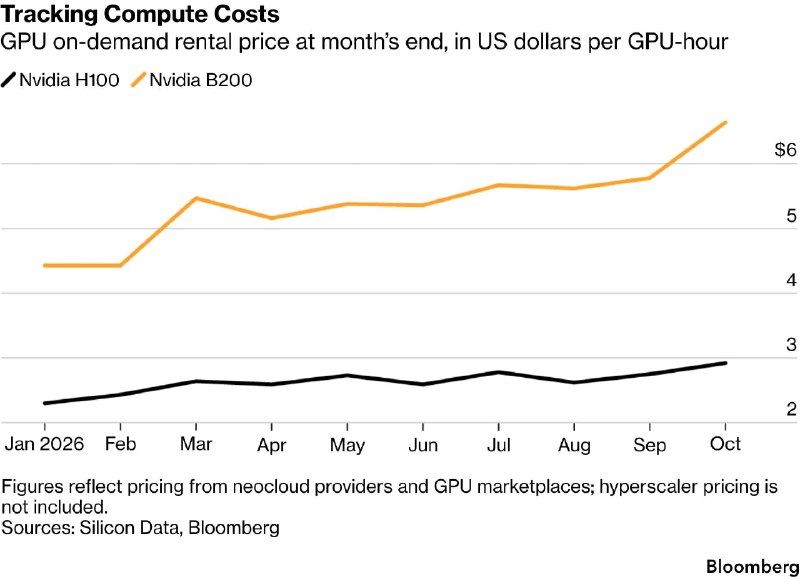 Tracking Compute Costs
GPU on-demand rental price at month's end, in US dollars per GPU-hour
Nvidia H100 Nvidia B200
$6
5
4
3
2
Jan 2026 Feb Mar Apr May Jun Jul Aug Sep Oct
Figures reflect pricing from neocloud providers and GPU marketplaces; hyperscaler pricing is
not included.
Sources: Silicon Data, Bloomberg
Bloomberg